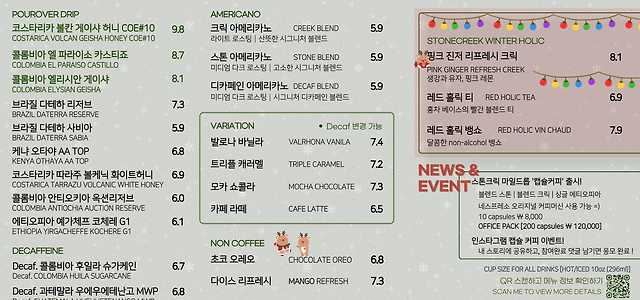 POUROVER DRIP
코스타리카 볼칸 게이샤 허니 COE#10 9.8
COSTARICA VOLCAN GEISHA HONEY COE#10
콜롬비아 엘 파라이소 카스티죠 8.7
COLOMBIA EL PARAISO CASTILLO
콜롬비아 엘리시안 게이샤 8.1
COLOMBIA ELYSIAN GEISHA
브라질 다테하 리저브 7.3
BRAZIL DATERRA RESERVE
브라질 다테하 사비아 5.9
BRAZIL DATERRA SABIA
케냐 오타야 AA TOP 6.8
KENYA OTHAYA AA TOP
코스타리카 따라주 볼케닉 화이트허니 6.9
COSTARICA TARRAZU VOLCANIC WHITE HONEY
콜롬비아 안티오키아 옥션리저브 6.0
COLOMBIA ANTIOCHIA AUCTION RESERVE
에티오피아 예가체프 코체레 G1 6.1
ETHIOPIA YIRGACHEFFE KOCHERE G1
DECAFFEINE
Decaf. 콜롬비아 후일라 슈가케인 6.7
Decaf. COLOMBIA HUILA SUGARCANE
Decaf. 과테말라 우에우에테난고 MWP 6.8
AMERICANO
크릭 아메리카노 CREEK BLEND 5.9
라이트 로스팅 | 산뜻한 시그니처 블렌드
스톤 아메리카노 STONE BLEND 5.9
미디엄 다크 로스팅 | 고소한 시그니처 블렌드
디카페인 아메리카노 DECAF BLEND 5.9
미디엄 다크 로스팅 | 시그니처 디카페인 블렌드
VARIATION • Decaf 변경 가능
발로나 바닐라 VALRHONA VANILA 7.4
트리플 캐러멜 TRIPLE CARAMEL 7.2
모카 쇼콜라 MOCHA CHOCOLATE 7.3
카페 라떼 CAFE LATTE 6.5
NON COFFEE
초코 오레오 CHOCOLATE OREO 6.8
다이스 리프레시 MANGO REFRESH 7.3
STONECREEK WINTER HOLIC
핑크 진저 리프레시 크릭 8.1
PINK GINGER REFRESH CREEK
생강과 유자, 핑크 레몬
레드 홀릭 티 RED HOLIC TEA 6.9
홍차 베이스의 빨간 블렌드 티
레드 홀릭 뱅쇼 RED HOLIC VIN CHAUD 7.9
달콤한 non-alcohol 뱅쇼
NEWS &
EVENT
스톤크릭 마일드롭 '캡슐커피' 출시!
블렌드 스톤 | 블렌드 크릭 | 싱글 에티오피아
네스프레소 오리지널 커피머신 사용 가능 =)
10 capsules ₩ 8,000
OFFICE PACK [200 capsules ₩ 120,000]
인스타그램 캡슐 커피 이벤트!
내 스토리에 공유하고, 참여완료 댓글 남기면 응모 완료 !
CUP SIZE FOR ALL DRINKS [HOT/ICED 10oz (296ml)]
QR 스캔하고 메뉴 정보 확인하기
SCAN ME TO VIEW MORE DETAILS